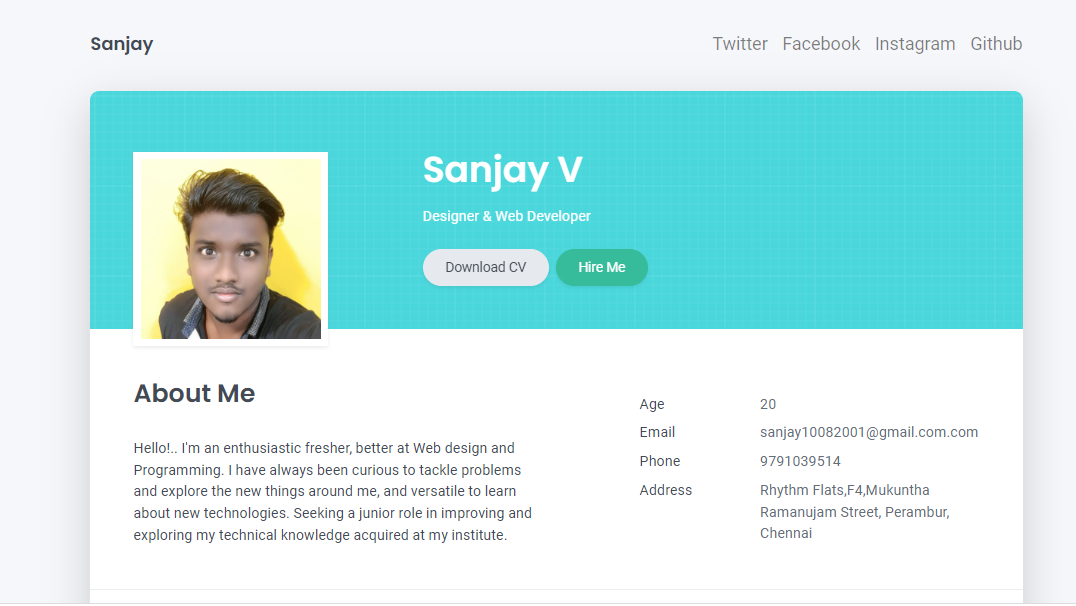 Sanjay
Twitter Facebook Instagram Github
Sanjay V
Designer & Web Developer
Download CV Hire Me
About Me
Hello!.. I'm an enthusiastic fresher, better at Web design and
Programming. I have always been curious to tackle problems
and explore the new things around me, and versatile to learn
about new technologies. Seeking a junior role in improving and
exploring my technical knowledge acquired at my institute.
Age 20
Email sanjay10082001@gmail.com.com
Phone 9791039514
Address Rhythm Flats,F4,Mukuntha
Ramanujam Street, Perambur,
Chennai